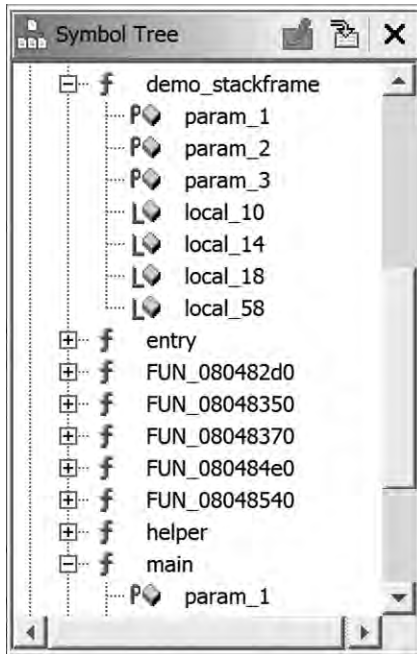 Symbol Tree
f demo_stackframe
P param_1
P param_2
P param_3
L local_10
L local_14
L local_18
L local_58
f entry
f FUN_080482d0
f FUN_08048350
f FUN_08048370
f FUN_080484e0
f FUN_08048540
f helper
f main
P param_1